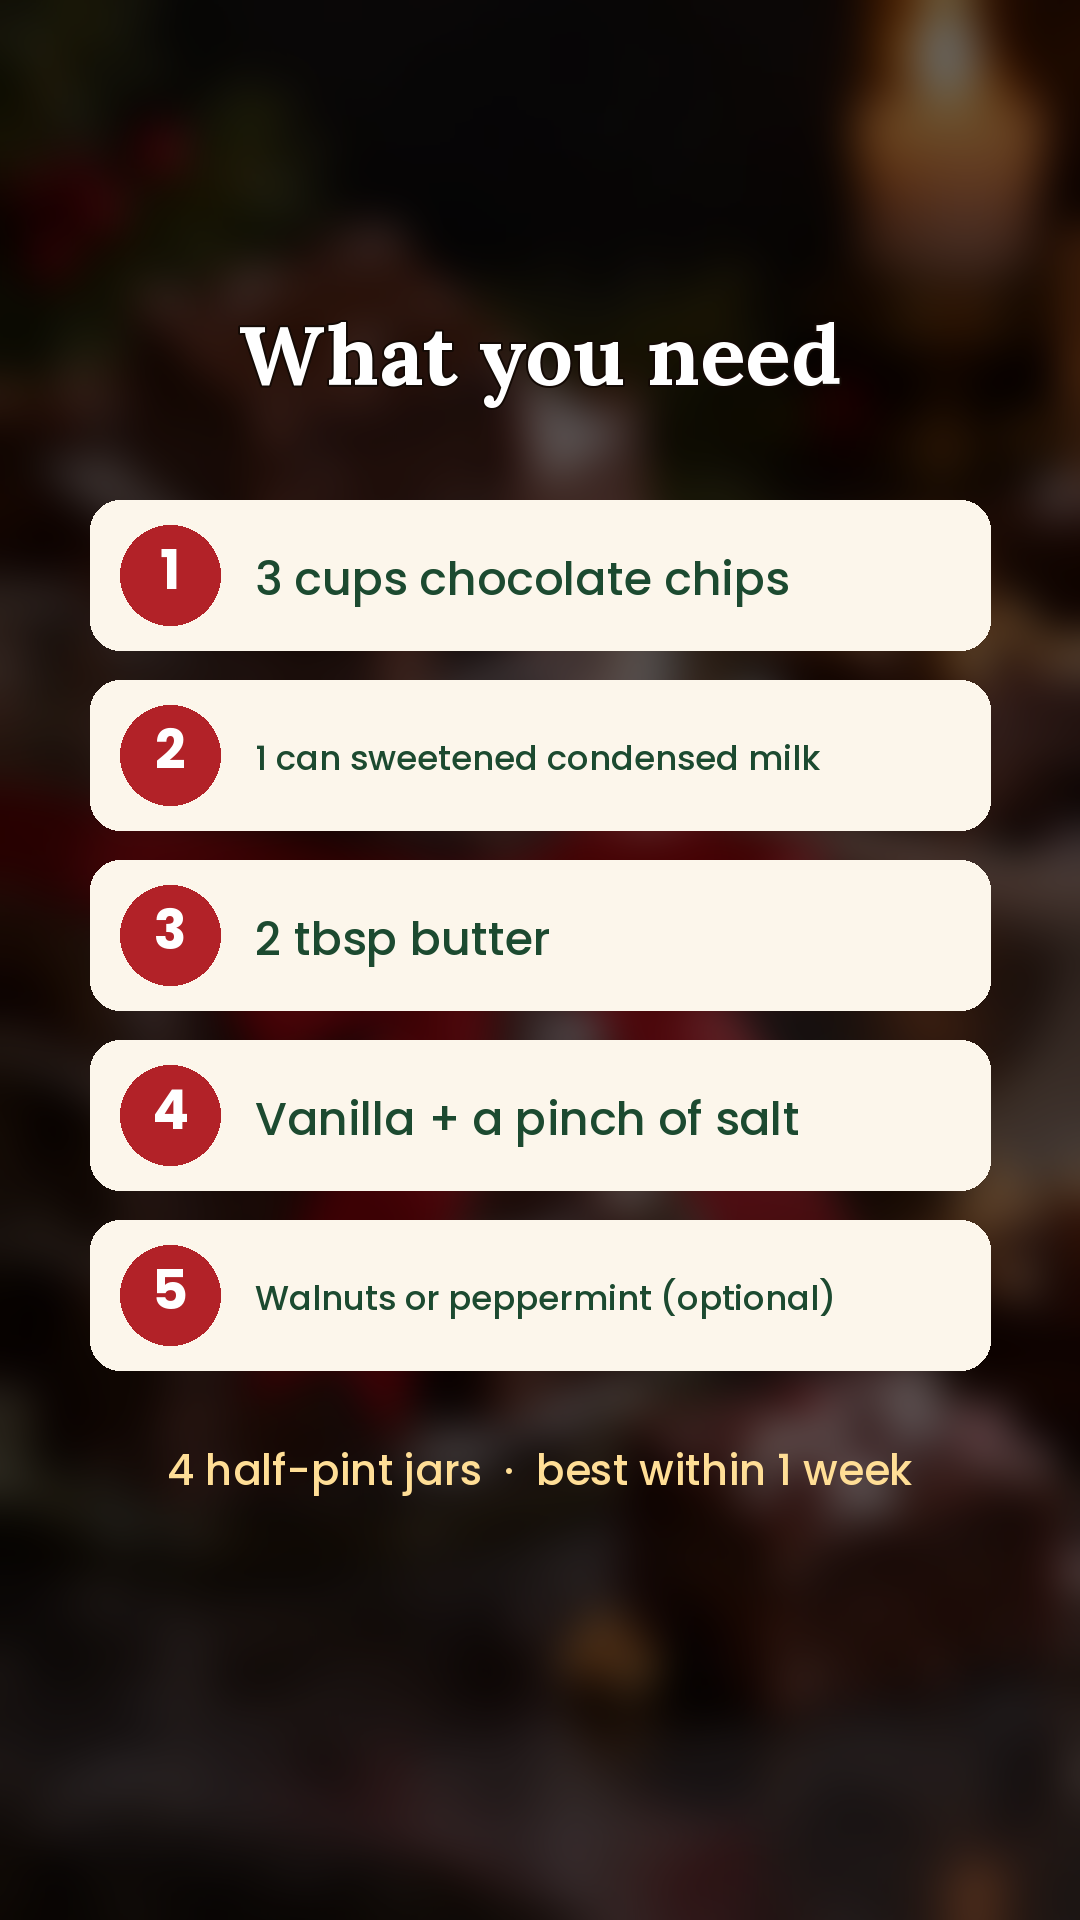 What you need
1 3 cups chocolate chips
2 1 can sweetened condensed milk
3 2 tbsp butter
4 Vanilla + a pinch of salt
5 Walnuts or peppermint (optional)
4 half-pint jars · best within 1 week